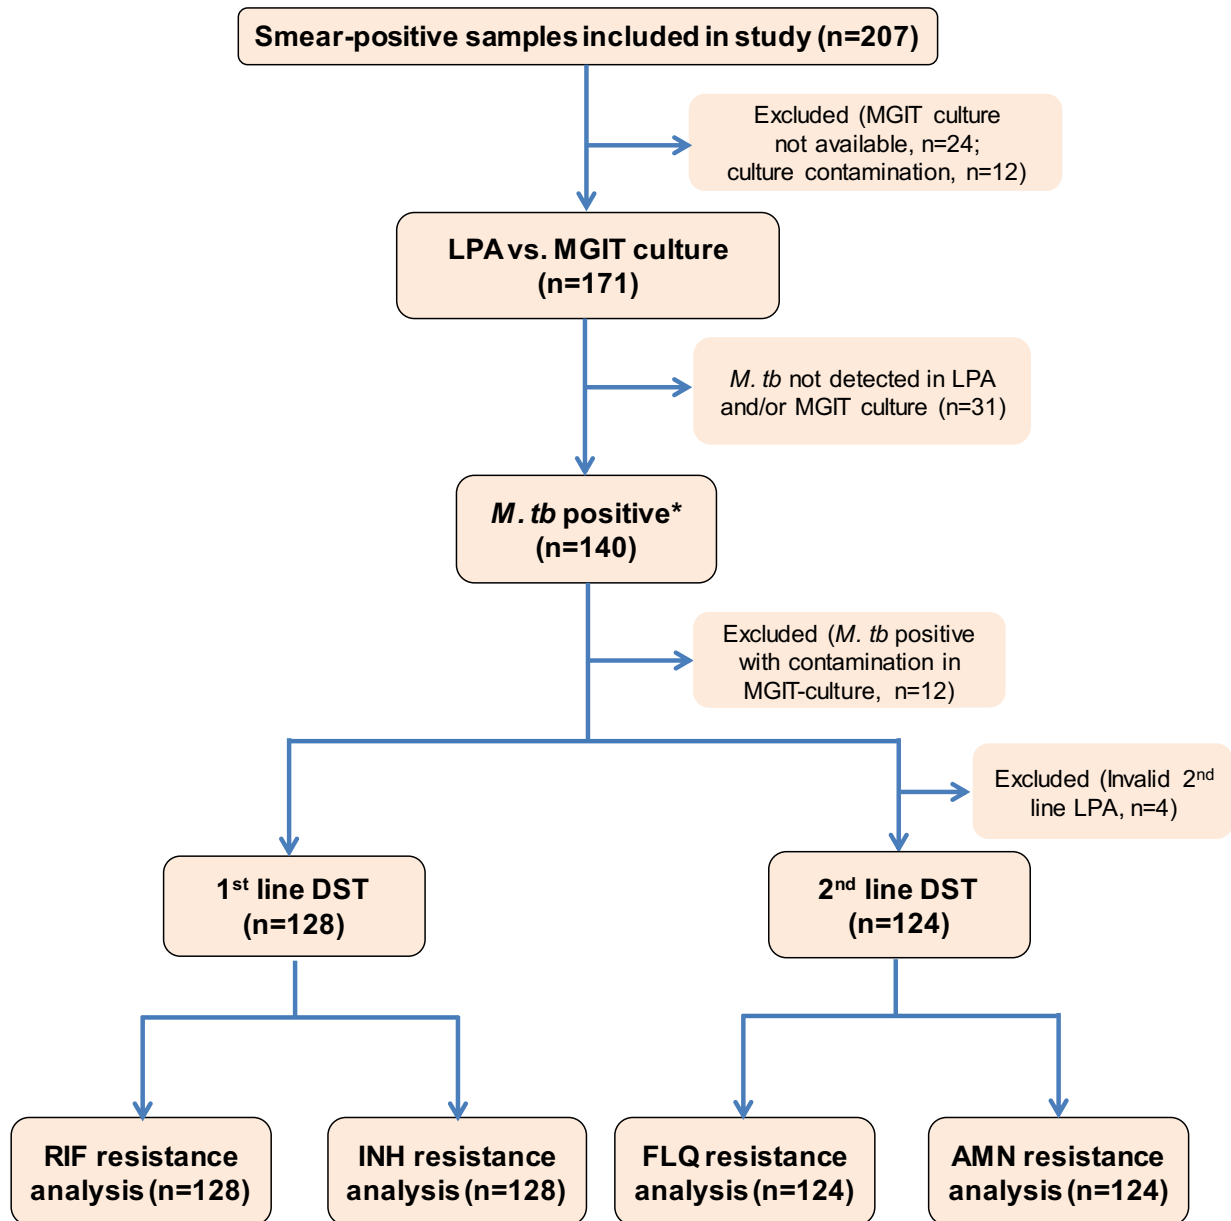 Smear-positive samples included in study (n=207)
Excluded (MGIT culture
not available, n=24;
culture contamination, n=12)
LPA vs. MGIT culture
(n=171)
M. tb not detected in LPA
and/or MGIT culture (n=31)
M. tb positive*
(n=140)
Excluded (M. tb positive
with contamination in
MGIT-culture, n=12)
Excluded (Invalid 2nd
line LPA, n=4)
1st line DST
(n=128)
2nd line DST
(n=124)
RIF resistance
analysis (n=128)
INH resistance
analysis (n=128)
FLQ resistance
analysis (n=124)
AMN resistance
analysis (n=124)